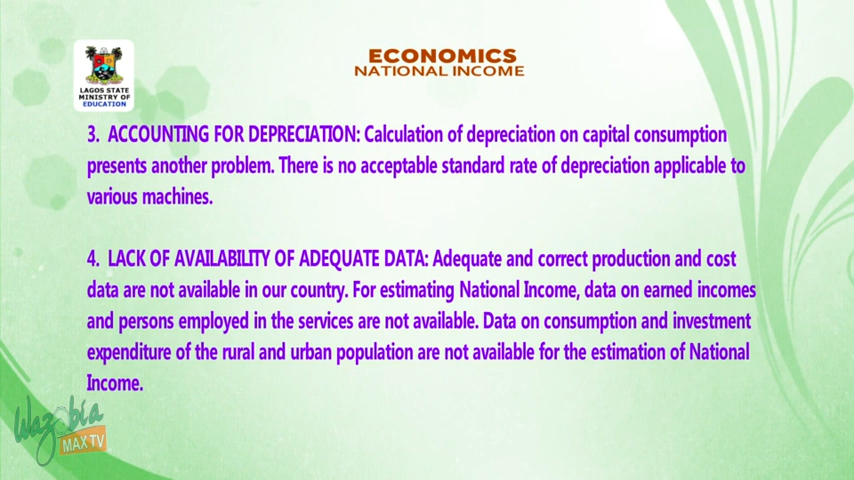 ECONOMICS
NATIONAL INCOME
LAGOS STATE
MINISTRY OF
EDUCATION
3. ACCOUNTING FOR DEPRECIATION: Calculation of depreciation on capital consumption
presents another problem. There is no acceptable standard rate of depreciation applicable to
various machines.
4. LACK OF AVAILABILITY OF ADEQUATE DATA: Adequate and correct production and cost
data are not available in our country. For estimating National Income, data on earned incomes
and persons employed in the services are not available. Data on consumption and investment
expenditure of the rural and urban population are not available for the estimation of National
Income.
Wazobia
MAX TV